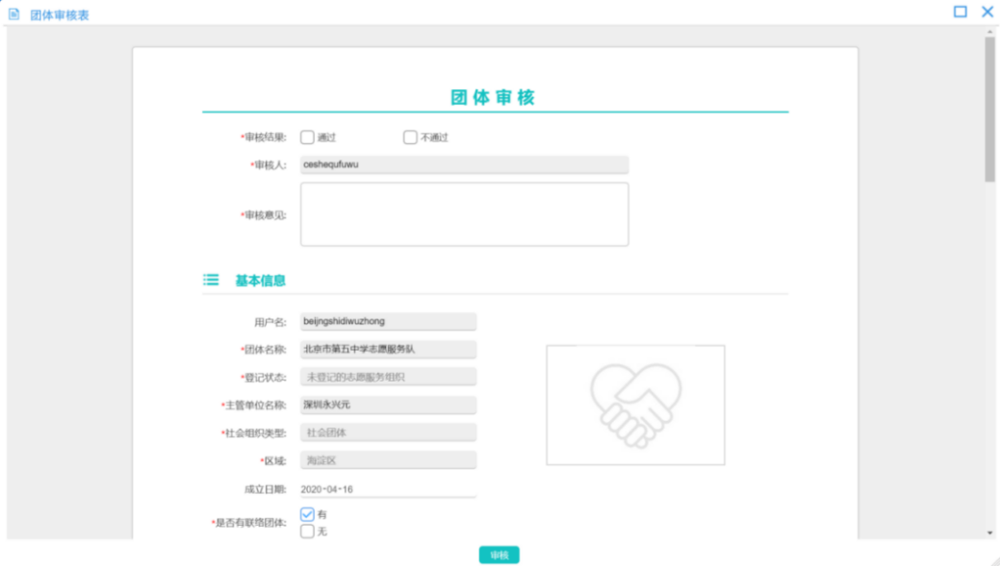 团体审核表
团体审核
*审核结果: 通过 不通过
*审核人: ceshequfuwu
*审核意见:
基本信息
用户名: beijngshidiwuzhong
*团体名称: 北京市第五中学志愿服务队
*登记状态: 未登记的志愿服务组织
*主管单位名称: 深圳永兴元
*社会组织类型: 社会团体
*区域: 海淀区
成立日期: 2020-04-16
*是否有联络团体: 有
无
审核